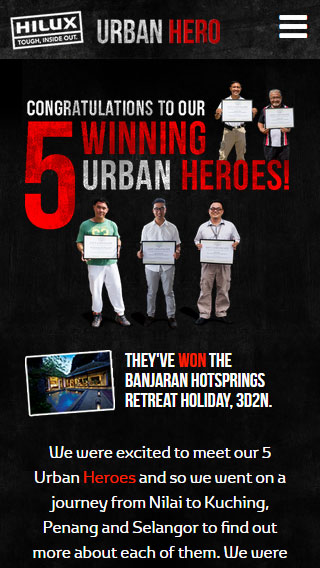 HILUX
TOUGH, INSIDE OUT.
URBAN HERO
CONGRATULATIONS TO OUR
5 WINNING
URBAN HEROES!
THEY'VE WON THE
BANJARAN HOTSPRINGS
RETREAT HOLIDAY, 3D2N.
We were excited to meet our 5
Urban Heroes and so we went on a
journey from Nilai to Kuching,
Penang and Selangor to find out
more about each of them. We were